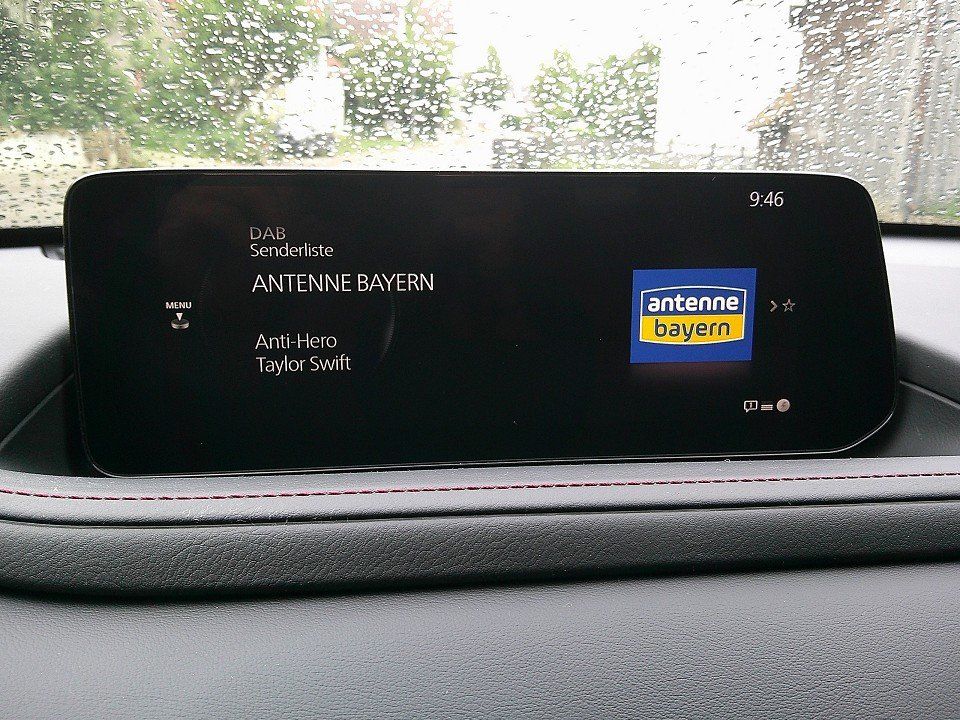 9:46
DAB
Senderliste
ANTENNE BAYERN
MENU
Anti-Hero
Taylor Swift
antenne
bayern